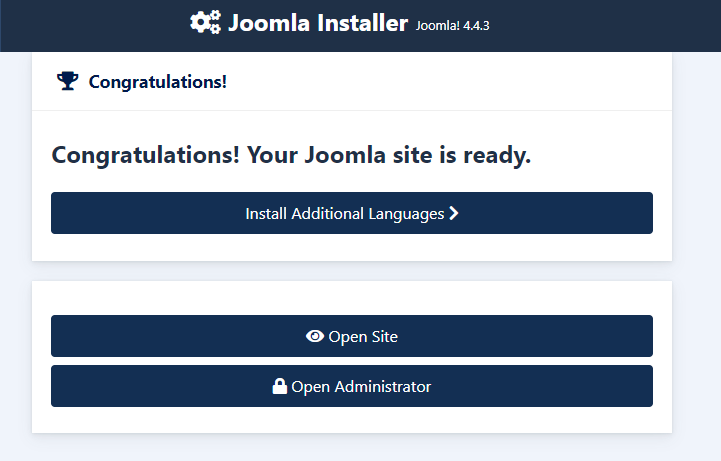 Joomla Installer Joomla! 4.4.3
Congratulations!
Congratulations! Your Joomla site is ready.
Install Additional Languages
Open Site
Open Administrator